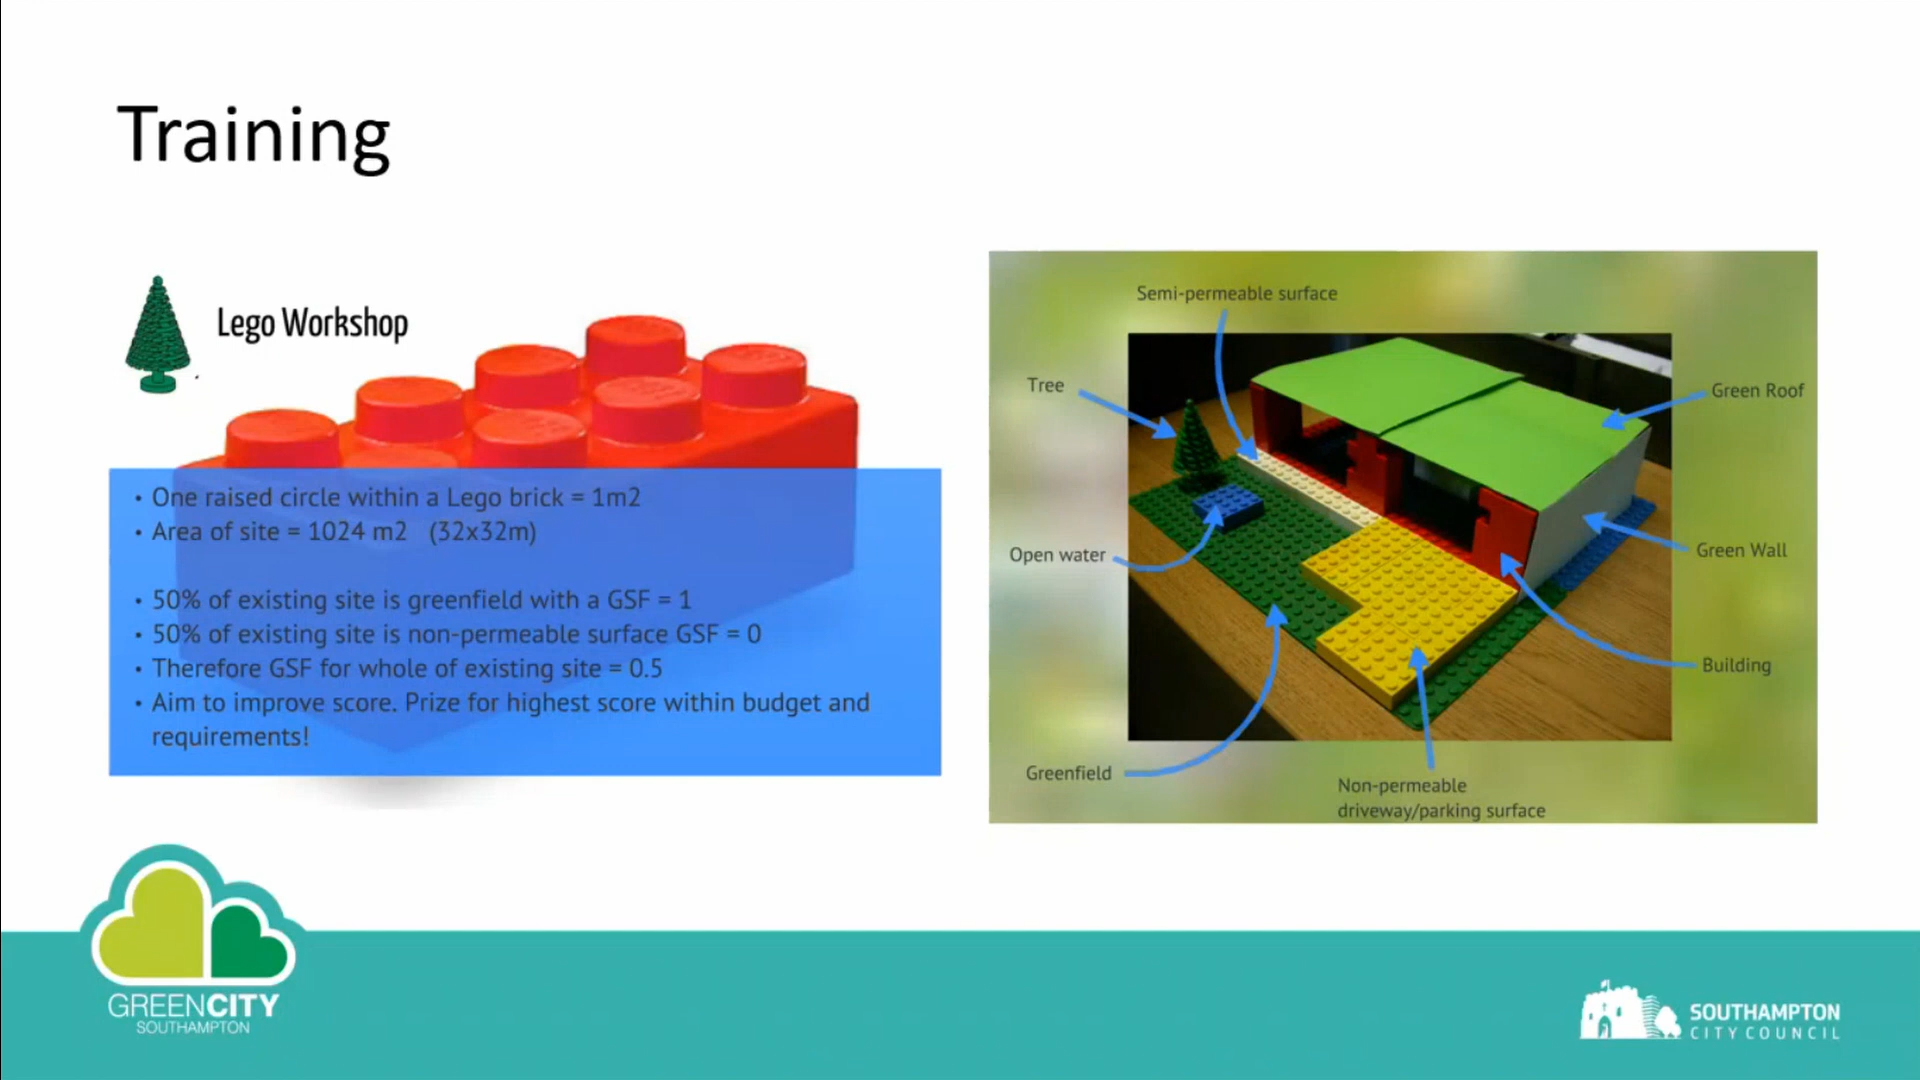 Training
Lego Workshop
• One raised circle within a Lego brick = 1m2
• Area of site = 1024 m2 (32x32m)
• 50% of existing site is greenfield with a GSF = 1
• 50% of existing site is non-permeable surface GSF = 0
• Therefore GSF for whole of existing site = 0.5
• Aim to improve score. Prize for highest score within budget and
requirements!
Semi-permeable surface
Tree
Green Roof
Open water
Green Wall
Building
Greenfield
Non-permeable
driveway/parking surface
GREENCITY
SOUTHAMPTON
SOUTHAMPTON
CITY COUNCIL